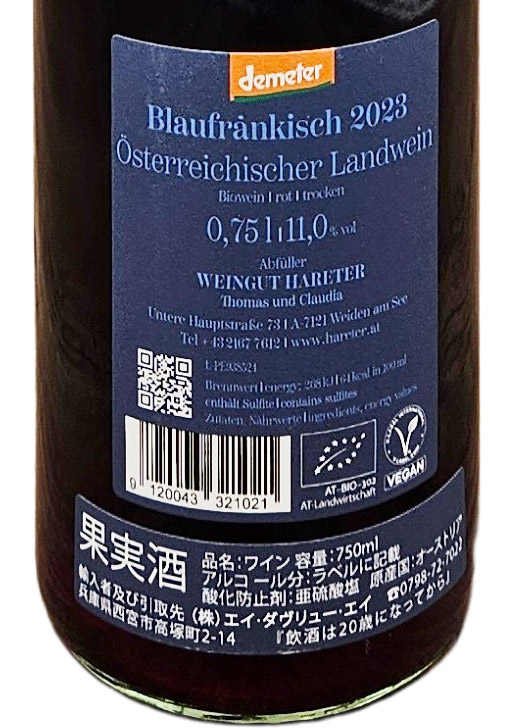 demeter
Blaufränkisch 2023
Österreichischer Landwein
Biowein | rot | trocken
0,75 l | 11,0 % vol
Abfüller
WEINGUT HARETER
Thomas und Claudia
Untere Hauptstraße 73 | A-7121 Weiden am See
Tel +43 2167 7612 | www.hareter.at
Brennwert | energy: 268 kJ | 64 kcal in 100 ml
enthält Sulfite | contains sulfites
Zutaten, Nährwerte | ingredients, energy values
9 120043 321021
AT-BIO-302
AT-Landwirtschaft
VEGAN
果実酒
品名:ワイン 容量:750ml
アルコール分:ラベルに記載
酸化防止剤:亜硫酸塩 原産国:オーストリア
輸入者及び引取先 (株)エイ・ダヴリュー・エイ ☎0798-72-7022
兵庫県西宮市高塚町2-14 『飲酒は20歳になってから』